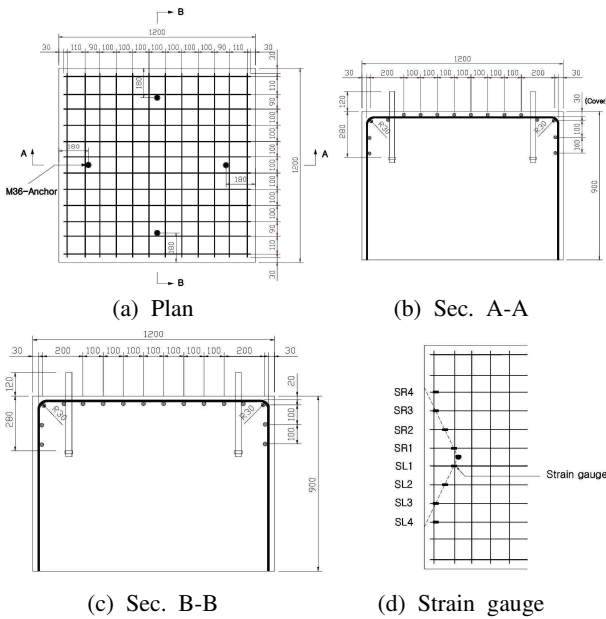 B
1200
30 110 90 100 100 100 100 100 100 90 110 30
180
30
110
90
100
100
100
100
100
100
90
110
30
1200
A
A
180
180
M36-Anchor
180
B
(a) Plan
1200
30 200 100 100 100 100 100 100 200 30
120
280
30 (Cover)
100
100
R30
R30
900
(b) Sec. A-A
1200
30 200 100 100 100 100 100 100 200 30
120
280
20
100
100
R30
R30
900
(c) Sec. B-B
SR4
SR3
SR2
SR1
SL1
SL2
SL3
SL4
Strain gauge
(d) Strain gauge